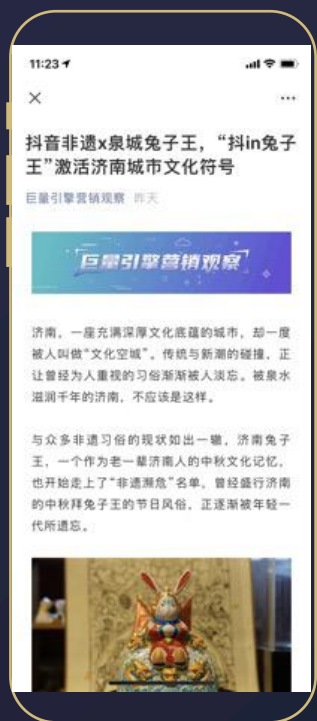 11:23
抖音非遗x泉城兔子王，“抖in兔子
王”激活济南城市文化符号
巨量引擎营销观察 昨天
巨量引擎营销观察
济南，一座充满深厚文化底蕴的城市，却一度
被人叫做“文化空城”。传统与新潮的碰撞，正
让曾经为人重视的习俗渐渐被人淡忘。被泉水
滋润千年的济南，不应该是这样。
与众多非遗习俗的现状如出一辙，济南兔子
王，一个作为老一辈济南人的中秋文化记忆，
也开始走上了“非遗濒危”名单，曾经盛行济南
的中秋拜兔子王的节日风俗，正逐渐被年轻一
代所遗忘。